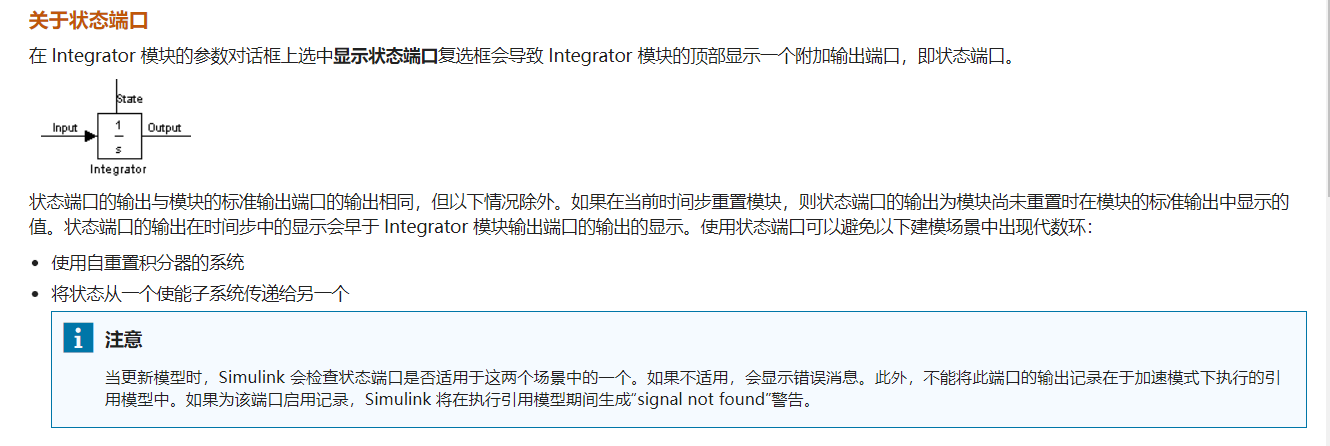 关于状态端口
在 Integrator 模块的参数对话框上选中显示状态端口复选框会导致 Integrator 模块的顶部显示一个附加输出端口，即状态端口。
State
Input
1
s
Output
Integrator
状态端口的输出与模块的标准输出端口的输出相同，但以下情况除外。如果在当前时间步重置模块，则状态端口的输出为模块尚未重置时在模块的标准输出中显示的
值。状态端口的输出在时间步中的显示会早于 Integrator 模块输出端口的输出的显示。使用状态端口可以避免以下建模场景中出现代数环：
• 使用自重置积分器的系统
• 将状态从一个使能子系统传递给另一个
i 注意
当更新模型时，Simulink 会检查状态端口是否适用于这两个场景中的一个。如果不适用，会显示错误消息。此外，不能将此端口的输出记录在于加速模式下执行的引
用模型中。如果为该端口启用记录，Simulink 将在执行引用模型期间生成"signal not found"警告。